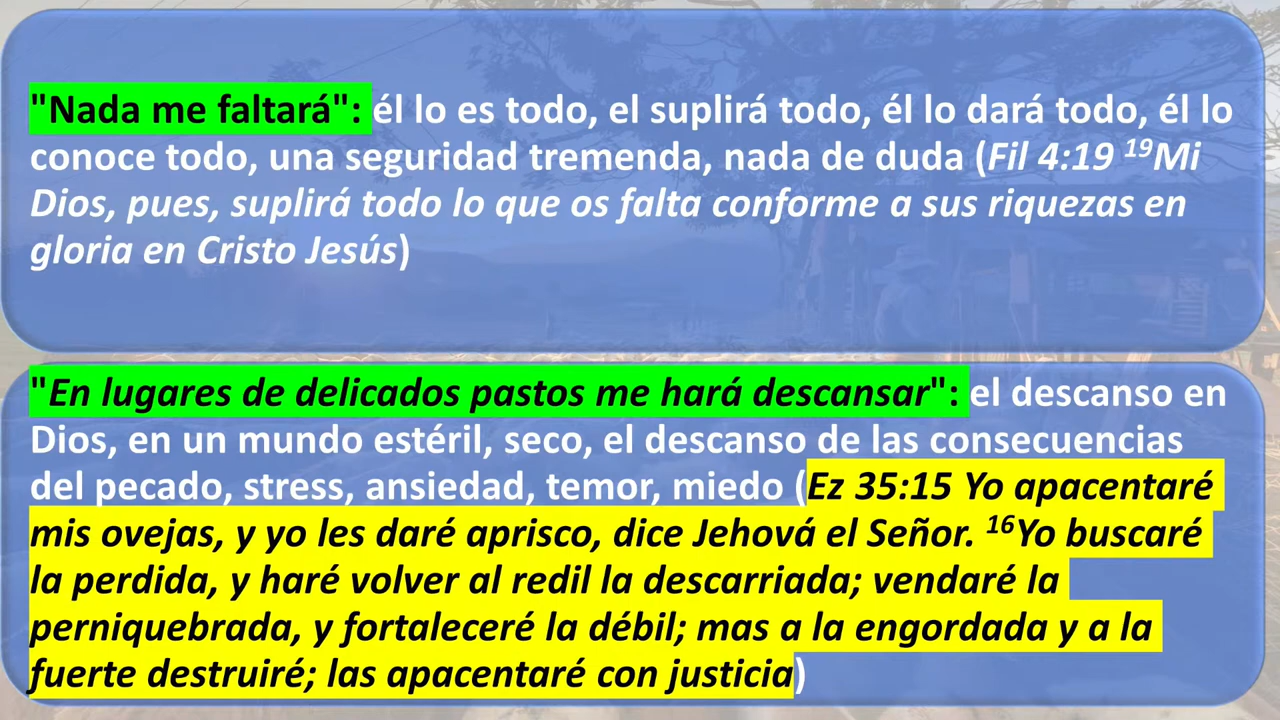 "Nada me faltará": él lo es todo, el suplirá todo, él lo dará todo, él lo
conoce todo, una seguridad tremenda, nada de duda (Fil 4:19 ¹⁹Mi
Dios, pues, suplirá todo lo que os falta conforme a sus riquezas en
gloria en Cristo Jesús)
"En lugares de delicados pastos me hará descansar": el descanso en
Dios, en un mundo estéril, seco, el descanso de las consecuencias
del pecado, stress, ansiedad, temor, miedo (Ez 35:15 Yo apacentaré
mis ovejas, y yo les daré aprisco, dice Jehová el Señor. ¹⁶Yo buscaré
la perdida, y haré volver al redil la descarriada; vendaré la
perniquebrada, y fortaleceré la débil; mas a la engordada y a la
fuerte destruiré; las apacentaré con justicia)